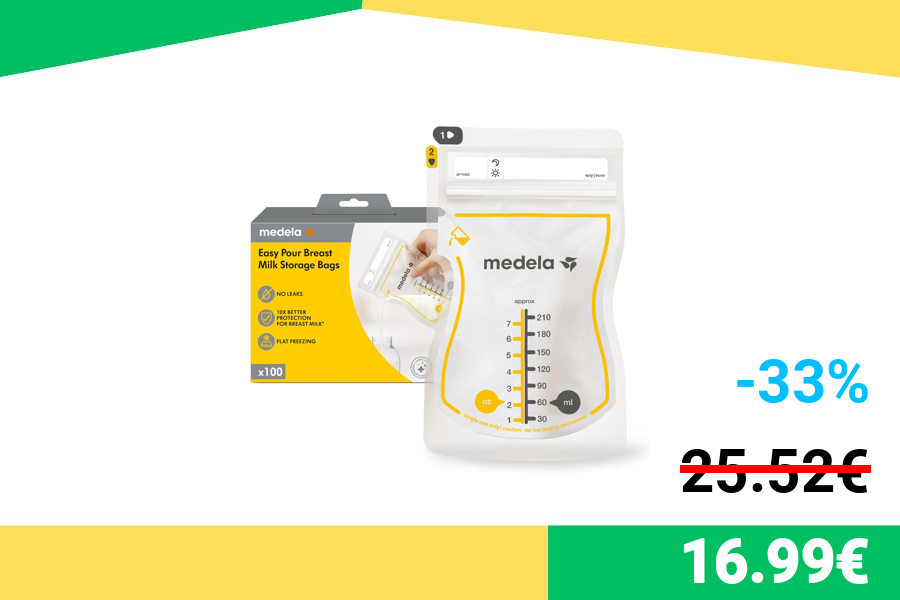 1
2
medela
Easy Pour Breast
Milk Storage Bags
NO LEAKS
10X BETTER
PROTECTION
FOR BREAST MILK*
FLAT FREEZING
x100
medela
medela
approx
7
210
6
180
5
150
4
120
3
90
oz
2
60
ml
1
30
-33%
25.52€
16.99€